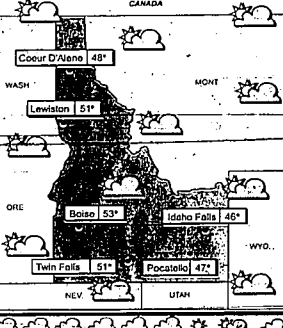 CANADA
Coeur D'Alene 48°
WASH
MONT
Lewiston 51°
ORE
Boise 53°
Idaho Falls 46°
WYO.
Twin Falls 51°
Pocatello 47°
NEV.
UTAH